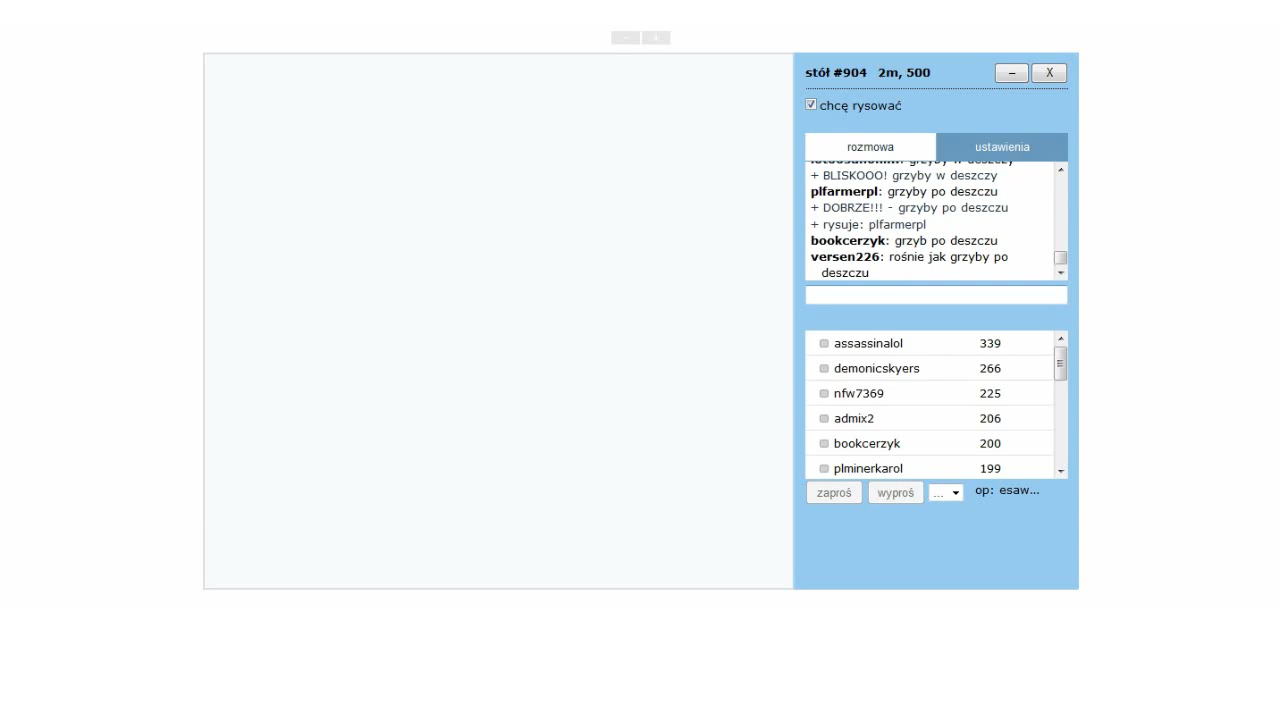 stół #904 2m, 500
– X
chcę rysować
rozmowa ustawienia
grzyby w deszczy
+ BLISKOOO! grzyby w deszczy
plfarmerpl: grzyby po deszczu
+ DOBRZE!!! - grzyby po deszczu
+ rysuje: plfarmerpl
bookcerzyk: grzyb po deszczu
versen226: rośnie jak grzyby po
deszczu
assassinalol 339
demonicskyers 266
nfw7369 225
admix2 206
bookcerzyk 200
plminerkarol 199
zaproś wyproś ... op: esaw...